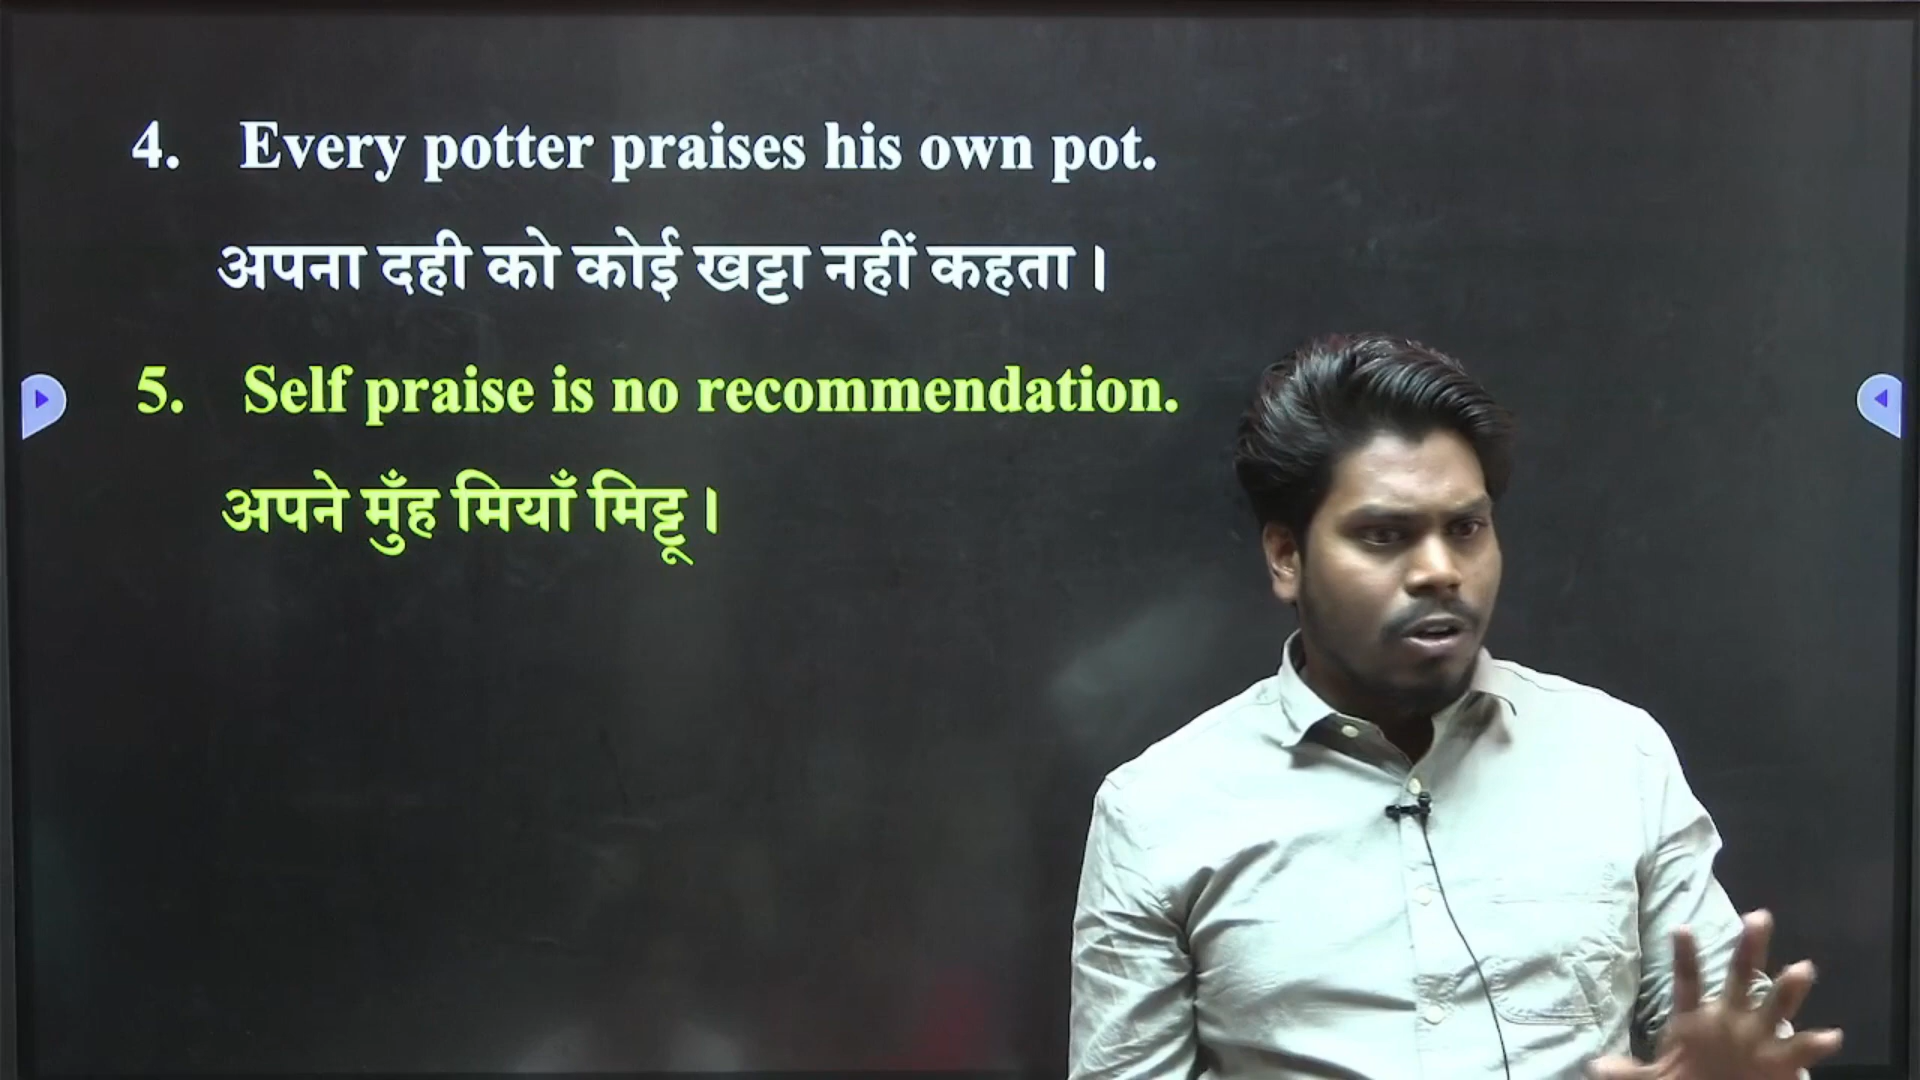 4. Every potter praises his own pot.
अपना दही को कोई खट्टा नहीं कहता।
5. Self praise is no recommendation.
अपने मुँह मियाँ मिट्टू।